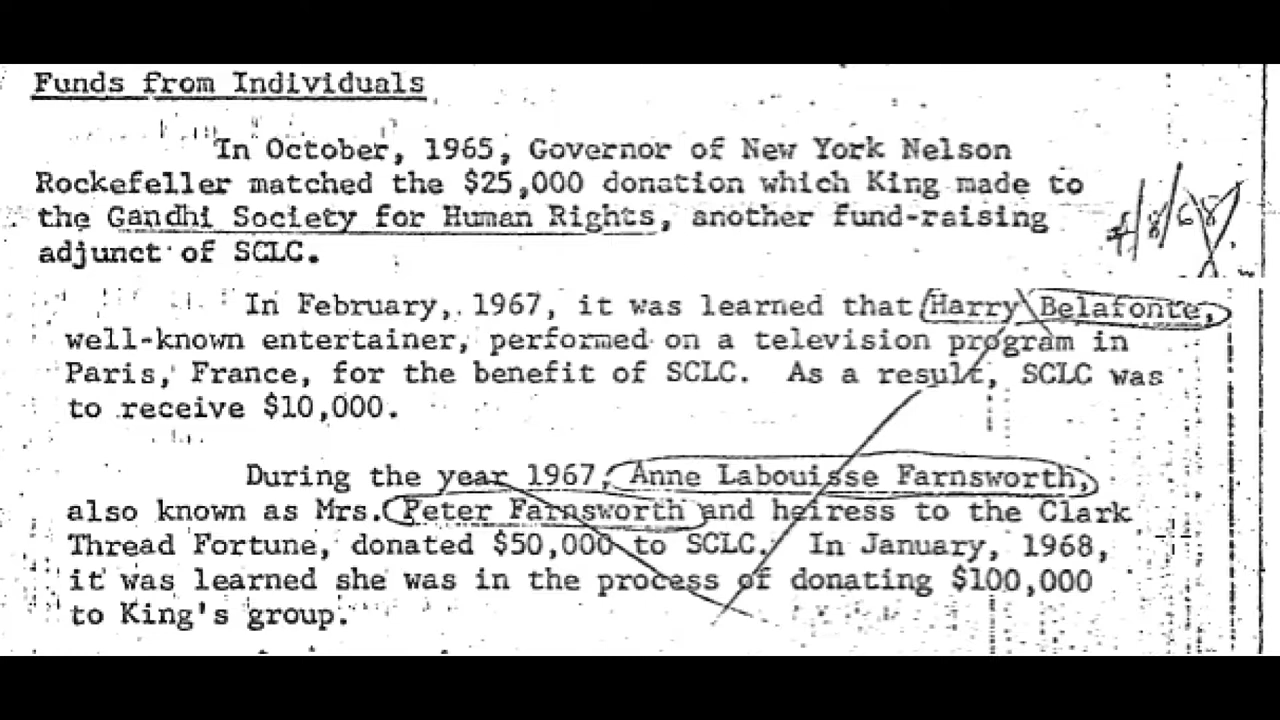 Funds from Individuals
In October, 1965, Governor of New York Nelson
Rockefeller matched the $25,000 donation which King made to
the Gandhi Society for Human Rights, another fund-raising
adjunct of SCLC.
4/8/68
In February, 1967, it was learned that Harry Belafonte,
well-known entertainer, performed on a television program in
Paris, France, for the benefit of SCLC. As a result, SCLC was
to receive $10,000.
During the year 1967, Anne Labouisse Farnsworth,
also known as Mrs. Peter Farnsworth and heiress to the Clark
Thread Fortune, donated $50,000 to SCLC. In January, 1968,
it was learned she was in the process of donating $100,000
to King's group.